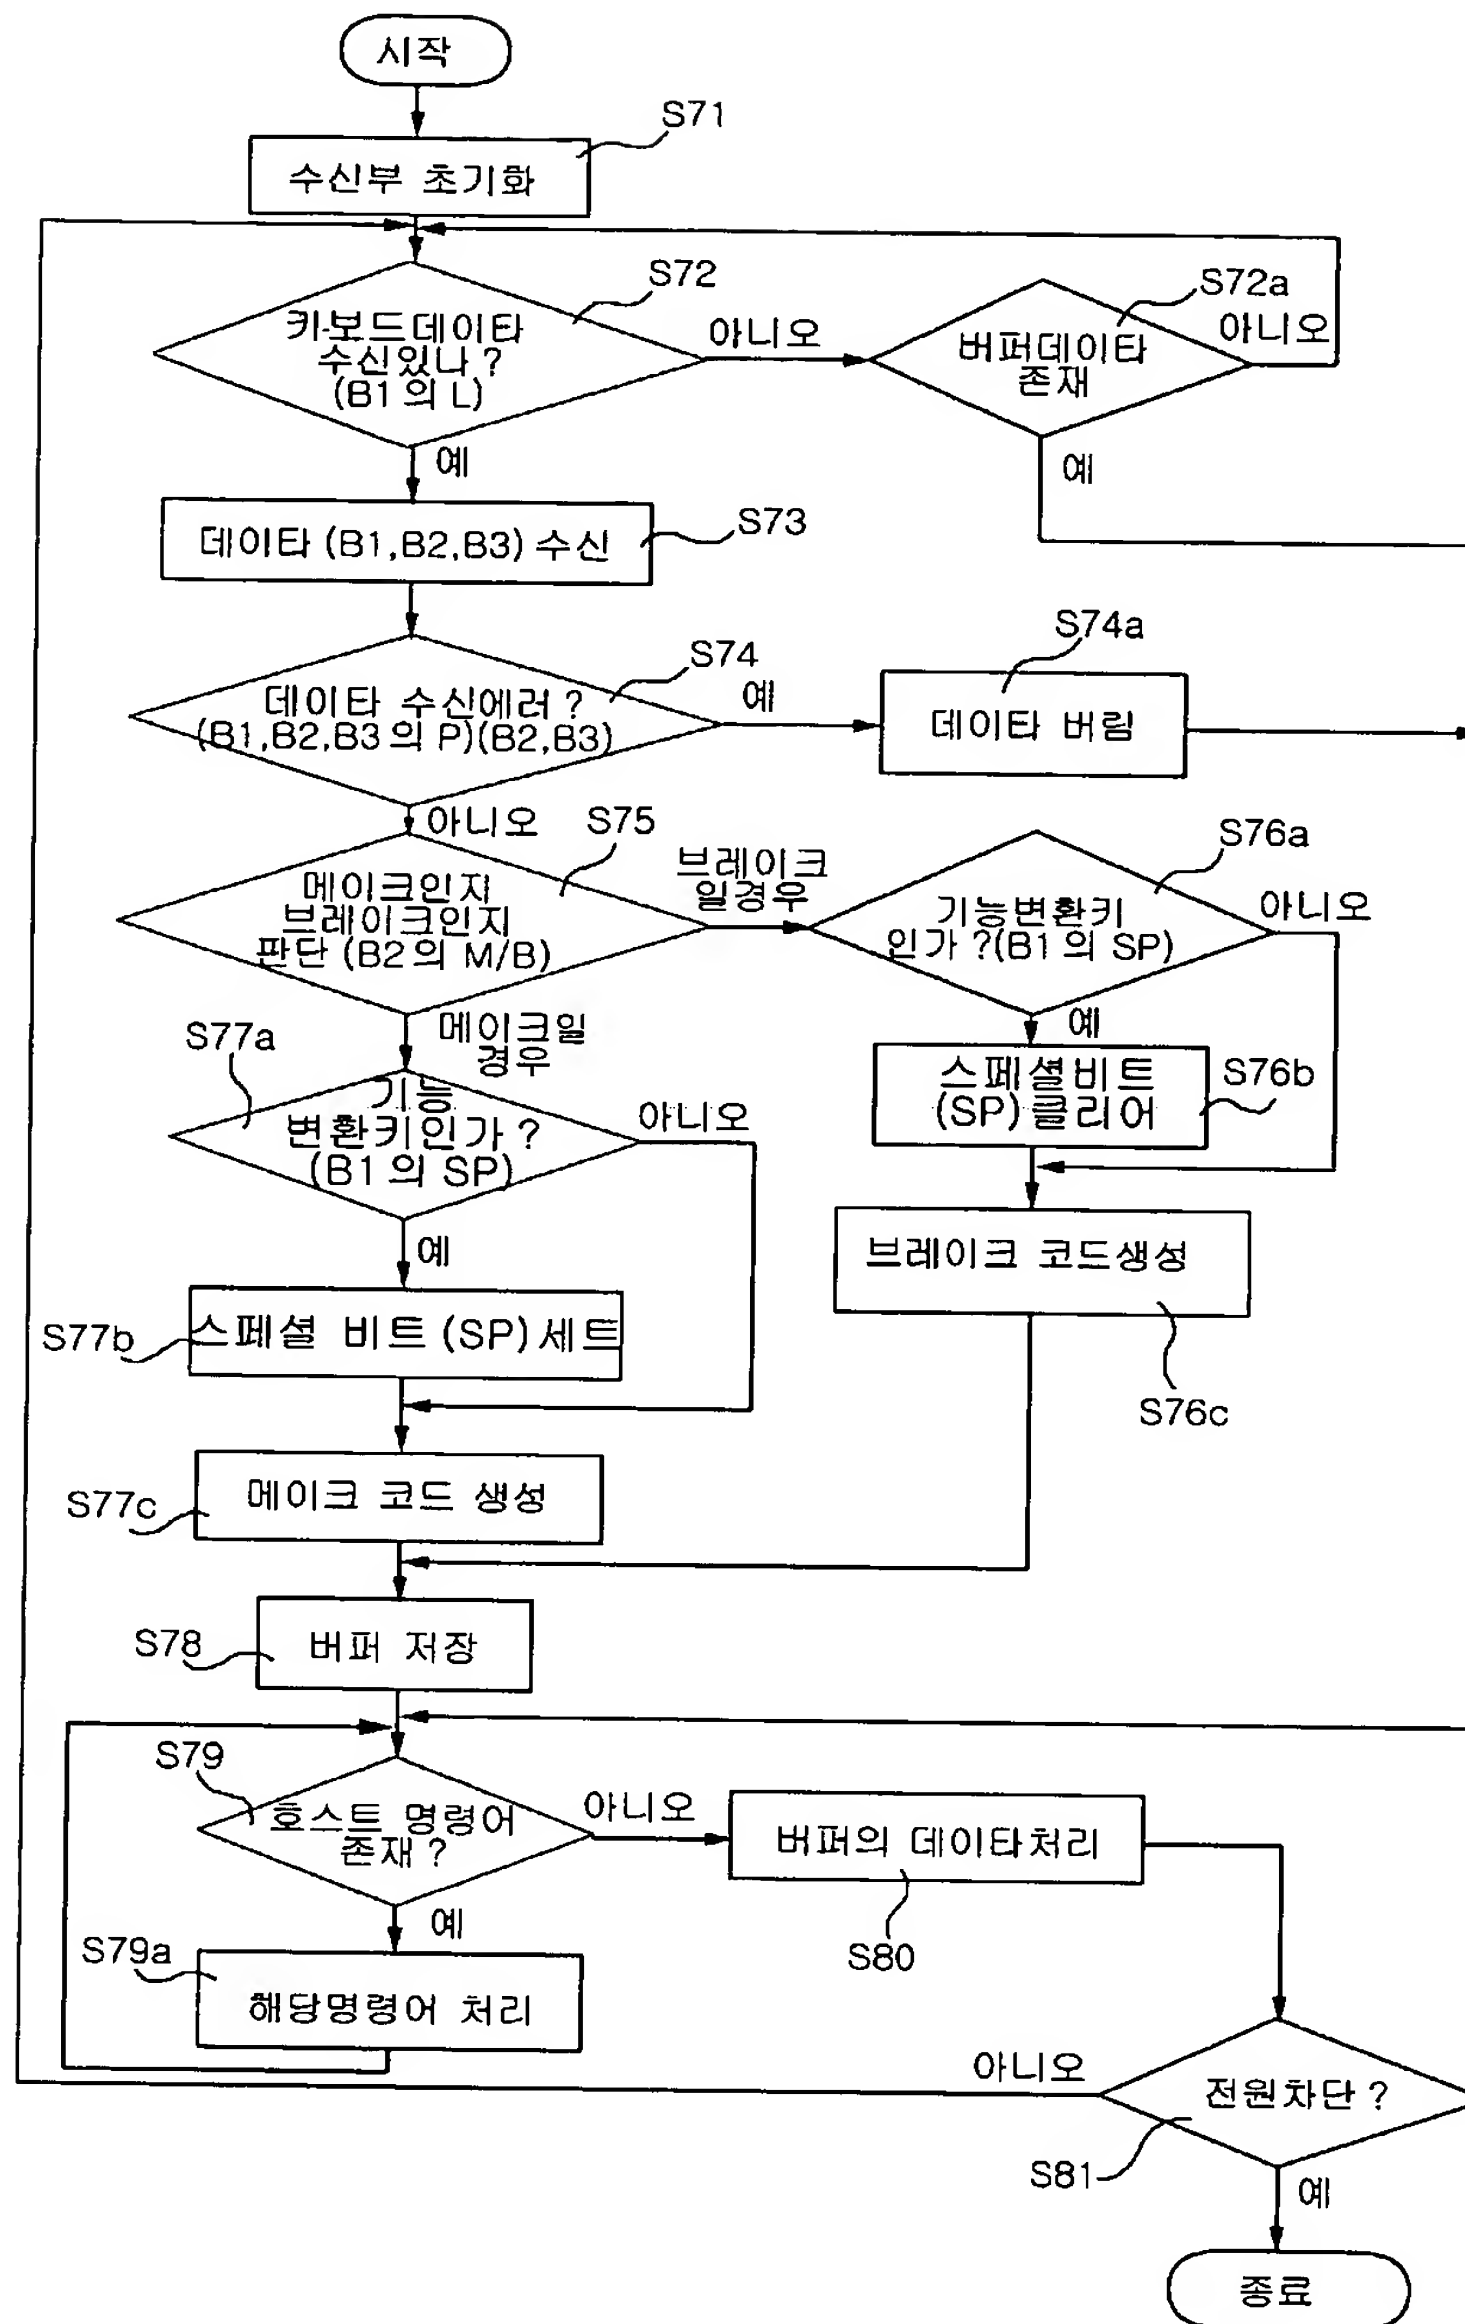 시작
S71
수신부 초기화
S72
키보드데이타
수신있나?
(B1의 L)
아니오
S72a
버퍼데이타
존재
아니오
예
예
데이타 (B1,B2,B3) 수신
S73
S74
데이타 수신에러?
(B1,B2,B3의 P)(B2,B3)
예
S74a
데이타 버림
아니오
S75
메이크인지
브레이크인지
판단 (B2의 M/B)
브레이크
일경우
S76a
기능변환키
인가?(B1의 SP)
아니오
예
스페셜비트
(SP)클리어
S76b
메이크일
경우
S77a
기능
변환키인가?
(B1의 SP)
아니오
예
브레이크 코드생성
S76c
S77b
스페셜 비트 (SP)세트
S77c
메이크 코드 생성
S78
버퍼 저장
S79
호스트 명령어
존재?
아니오
버퍼의 데이타처리
S80
예
S79a
해당명령어 처리
아니오
전원차단?
S81
예
종료